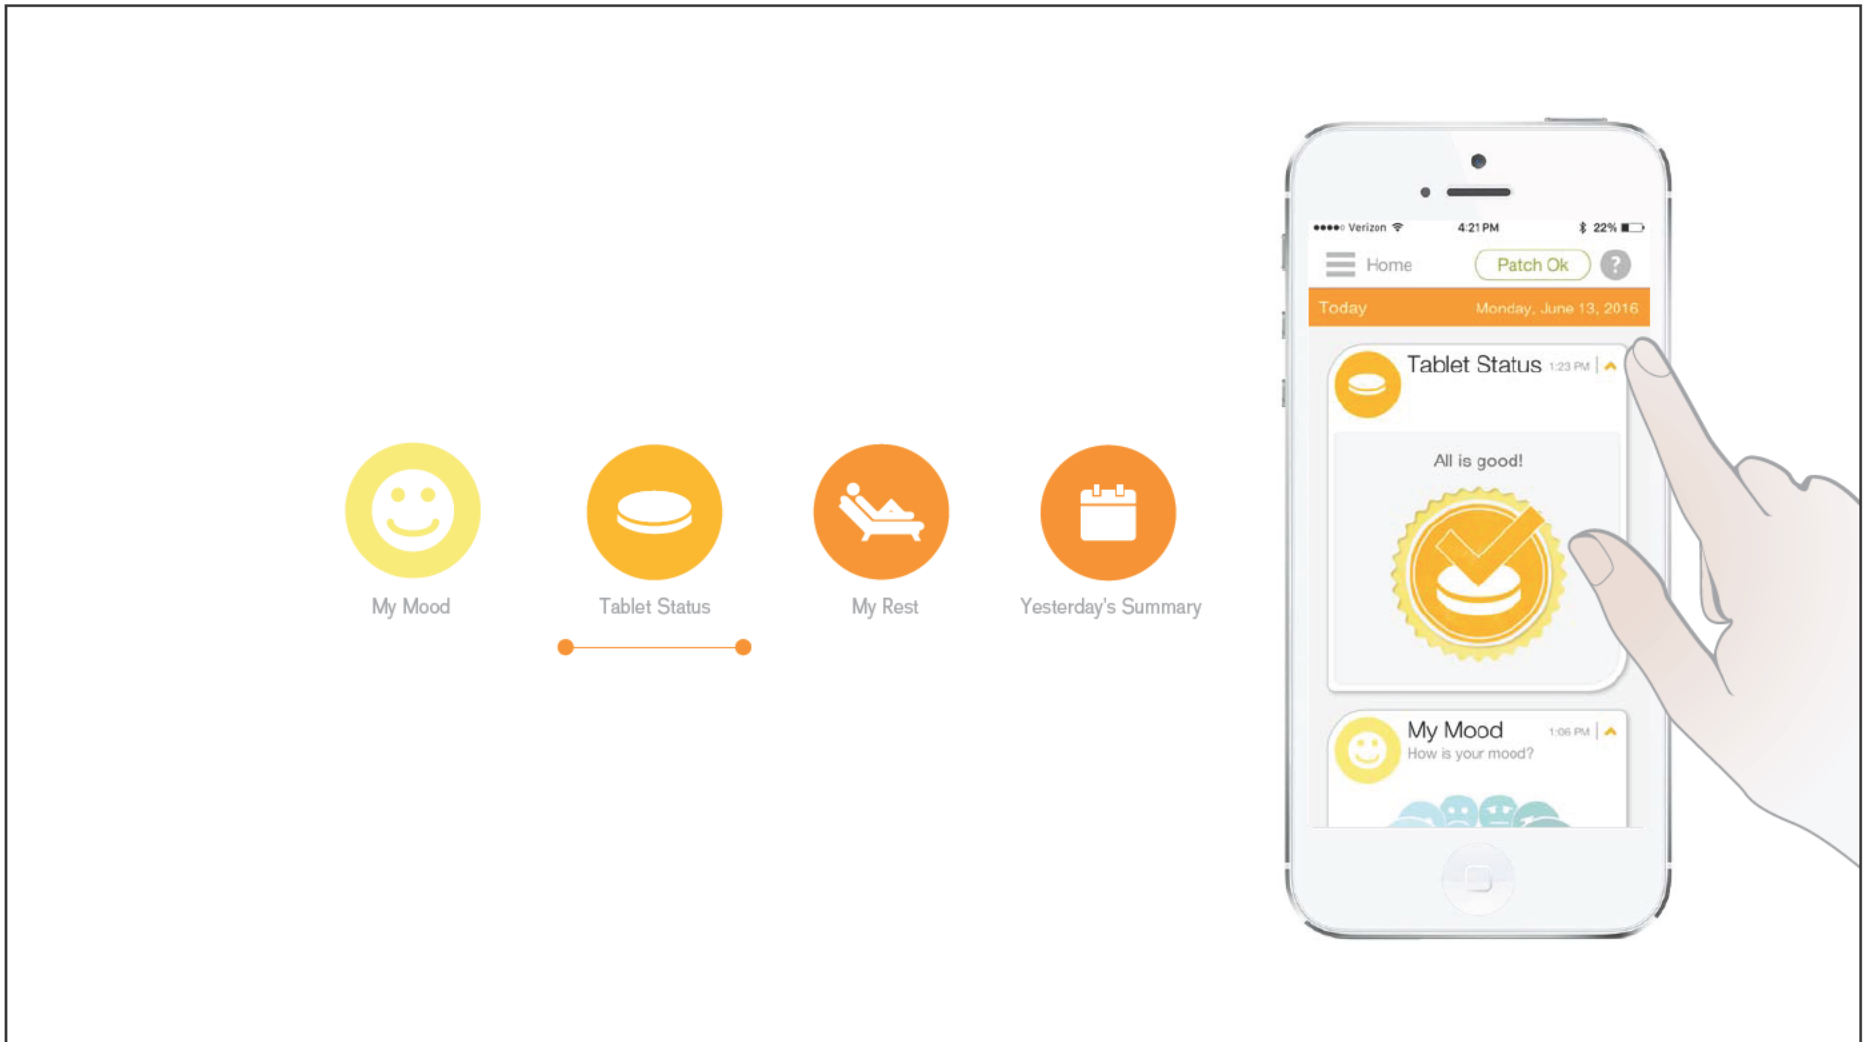 My Mood
Tablet Status
My Rest
Yesterday's Summary
Verizon 4:21 PM 22%
Home Patch Ok ?
Today Monday, June 13, 2016
Tablet Status 1:23 PM
All is good!
My Mood 1:06 PM
How is your mood?